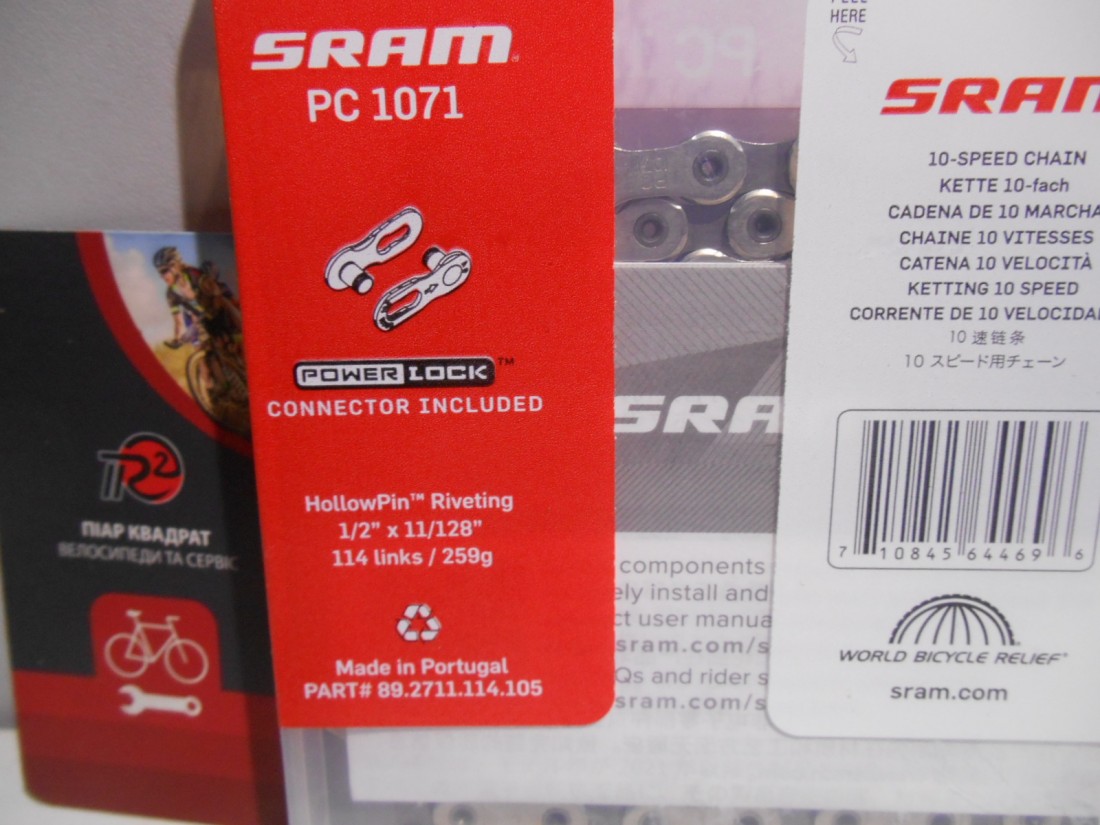 SRAM
PC 1071
POWER LOCK™
CONNECTOR INCLUDED
HollowPin™ Riveting
1/2" x 11/128"
114 links / 259g
Made in Portugal
PART# 89.2711.114.105
R2
ПІАР КВАДРАТ
ВЕЛОСИПЕДИ ТА СЕРВІС
SRA
components
ely install and
ct user manua
sram.com/s
Qs and rider s
sram.com/s
HERE
SRAM
10-SPEED CHAIN
KETTE 10-fach
CADENA DE 10 MARCHA
CHAINE 10 VITESSES
CATENA 10 VELOCITÀ
KETTING 10 SPEED
CORRENTE DE 10 VELOCIDA
10 速链条
10 スピード用チェーン
7 10845 64469 6
WORLD BICYCLE RELIEF®
sram.com